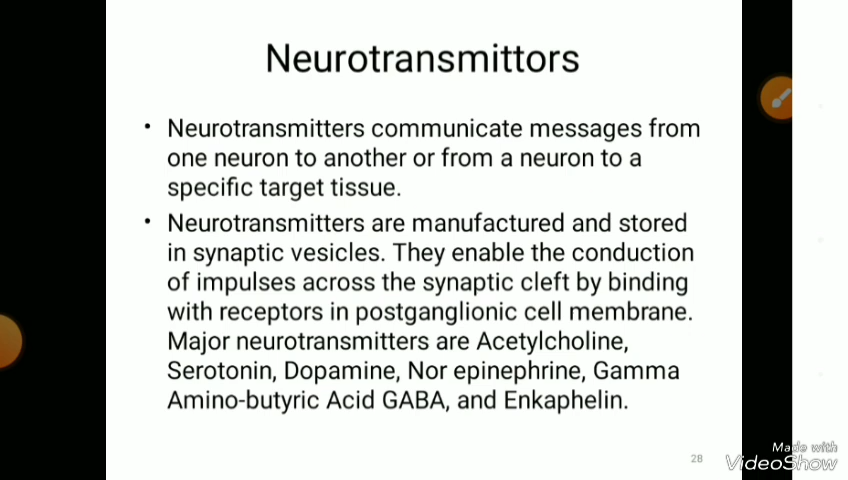 Neurotransmittors
• Neurotransmitters communicate messages from
one neuron to another or from a neuron to a
specific target tissue.
• Neurotransmitters are manufactured and stored
in synaptic vesicles. They enable the conduction
of impulses across the synaptic cleft by binding
with receptors in postganglionic cell membrane.
Major neurotransmitters are Acetylcholine,
Serotonin, Dopamine, Nor epinephrine, Gamma
Amino-butyric Acid GABA, and Enkaphelin.
28
Made with
VideoShow